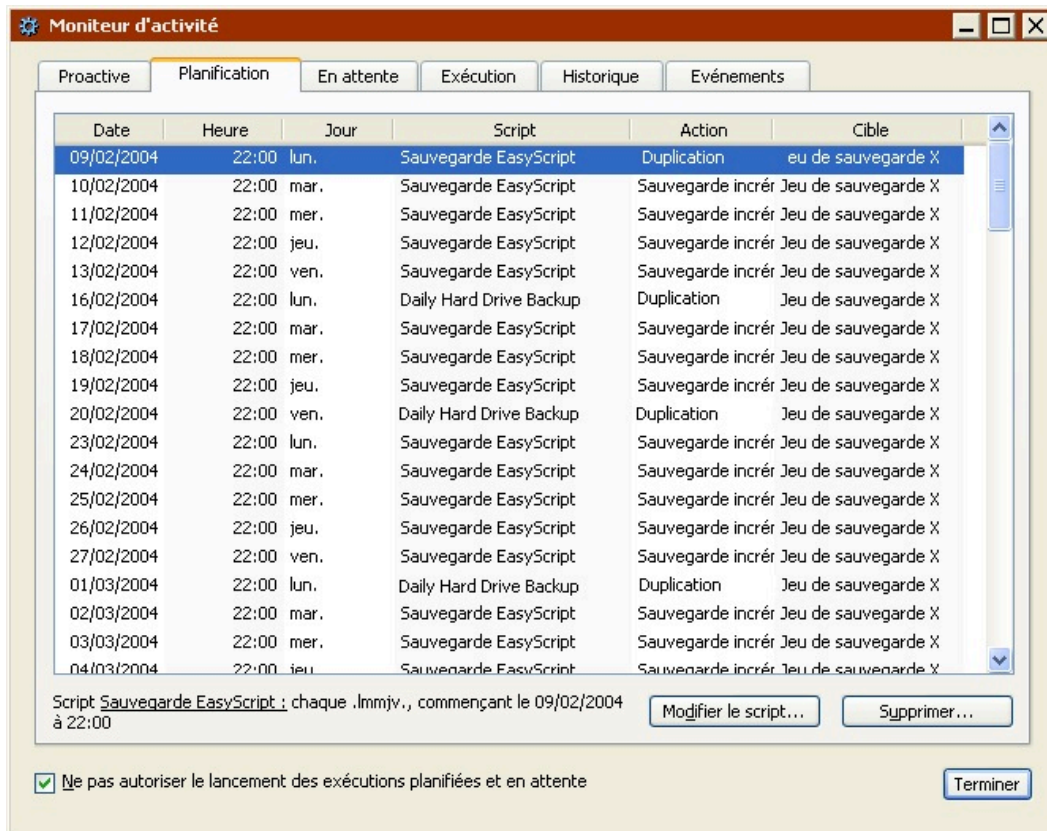 Moniteur d'activité
Proactive Planification En attente Exécution Historique Evénements
Date Heure Jour Script Action Cible
09/02/2004 22:00 lun. Sauvegarde EasyScript Duplication eu de sauvegarde X
10/02/2004 22:00 mar. Sauvegarde EasyScript Sauvegarde incrér Jeu de sauvegarde X
11/02/2004 22:00 mer. Sauvegarde EasyScript Sauvegarde incrér Jeu de sauvegarde X
12/02/2004 22:00 jeu. Sauvegarde EasyScript Sauvegarde incrér Jeu de sauvegarde X
13/02/2004 22:00 ven. Sauvegarde EasyScript Sauvegarde incrér Jeu de sauvegarde X
16/02/2004 22:00 lun. Daily Hard Drive Backup Duplication Jeu de sauvegarde X
17/02/2004 22:00 mar. Sauvegarde EasyScript Sauvegarde incrér Jeu de sauvegarde X
18/02/2004 22:00 mer. Sauvegarde EasyScript Sauvegarde incrér Jeu de sauvegarde X
19/02/2004 22:00 jeu. Sauvegarde EasyScript Sauvegarde incrér Jeu de sauvegarde X
20/02/2004 22:00 ven. Daily Hard Drive Backup Duplication Jeu de sauvegarde X
23/02/2004 22:00 lun. Sauvegarde EasyScript Sauvegarde incrér Jeu de sauvegarde X
24/02/2004 22:00 mar. Sauvegarde EasyScript Sauvegarde incrér Jeu de sauvegarde X
25/02/2004 22:00 mer. Sauvegarde EasyScript Sauvegarde incrér Jeu de sauvegarde X
26/02/2004 22:00 jeu. Sauvegarde EasyScript Sauvegarde incrér Jeu de sauvegarde X
27/02/2004 22:00 ven. Sauvegarde EasyScript Sauvegarde incrér Jeu de sauvegarde X
01/03/2004 22:00 lun. Daily Hard Drive Backup Duplication Jeu de sauvegarde X
02/03/2004 22:00 mar. Sauvegarde EasyScript Sauvegarde incrér Jeu de sauvegarde X
03/03/2004 22:00 mer. Sauvegarde EasyScript Sauvegarde incrér Jeu de sauvegarde X
04/03/2004 22:00 jeu Sauvegarde EasyScript Sauvegarde incrér Jeu de sauvegarde X
Script Sauvegarde EasyScript : chaque .lmmjv., commençant le 09/02/2004
à 22:00
Modifier le script... Supprimer...
Ne pas autoriser le lancement des exécutions planifiées et en attente
Terminer